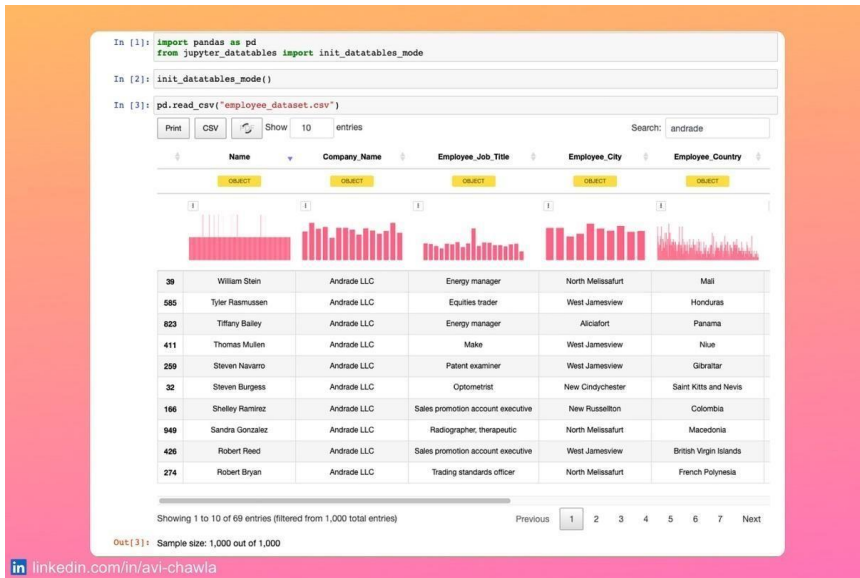 In [1]: import pandas as pd
from jupyter_datatables import init_datatables_mode
In [2]: init_datatables_mode()
In [3]: pd.read_csv("employee_dataset.csv")
Print CSV Show 10 entries Search: andrade
Name Company_Name Employee_Job_Title Employee_City Employee_Country
OBJECT OBJECT OBJECT OBJECT OBJECT
39 William Stein Andrade LLC Energy manager North Melissafurt Mali
585 Tyler Rasmussen Andrade LLC Equities trader West Jamesview Honduras
823 Tiffany Bailey Andrade LLC Energy manager Aliciafort Panama
411 Thomas Mullen Andrade LLC Make West Jamesview Niue
259 Steven Navarro Andrade LLC Patent examiner West Jamesview Gibraltar
32 Steven Burgess Andrade LLC Optometrist New Cindychester Saint Kitts and Nevis
166 Shelley Ramirez Andrade LLC Sales promotion account executive New Russellton Colombia
949 Sandra Gonzalez Andrade LLC Radiographer, therapeutic North Melissafurt Macedonia
426 Robert Reed Andrade LLC Sales promotion account executive West Jamesview British Virgin Islands
274 Robert Bryan Andrade LLC Trading standards officer North Melissafurt French Polynesia
Showing 1 to 10 of 69 entries (filtered from 1,000 total entries) Previous 1 2 3 4 5 6 7 Next
Out[3]: Sample size: 1,000 out of 1,000
in linkedin.com/in/avi-chawla